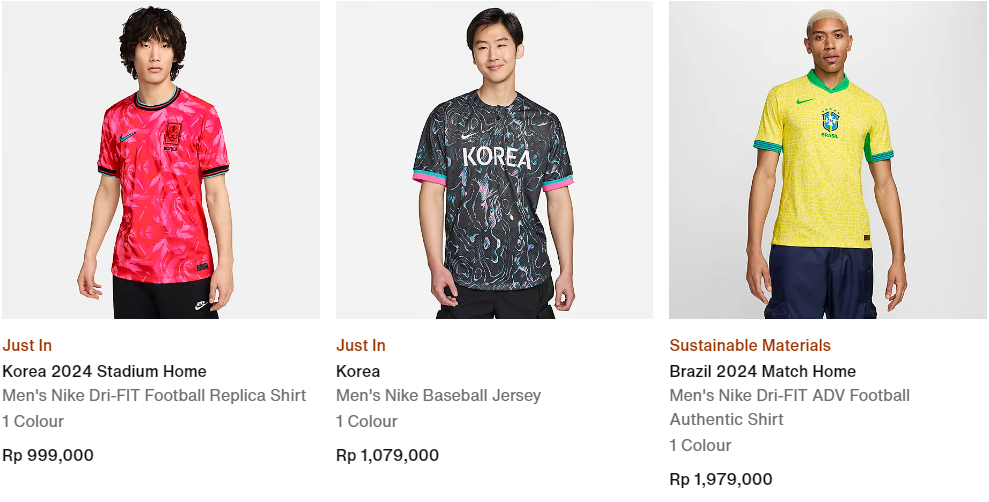 KOREA
KOREA
BRASIL
Just In
Korea 2024 Stadium Home
Men's Nike Dri-FIT Football Replica Shirt
1 Colour
Rp 999,000
Just In
Korea
Men's Nike Baseball Jersey
1 Colour
Rp 1,079,000
Sustainable Materials
Brazil 2024 Match Home
Men's Nike Dri-FIT ADV Football
Authentic Shirt
1 Colour
Rp 1,979,000